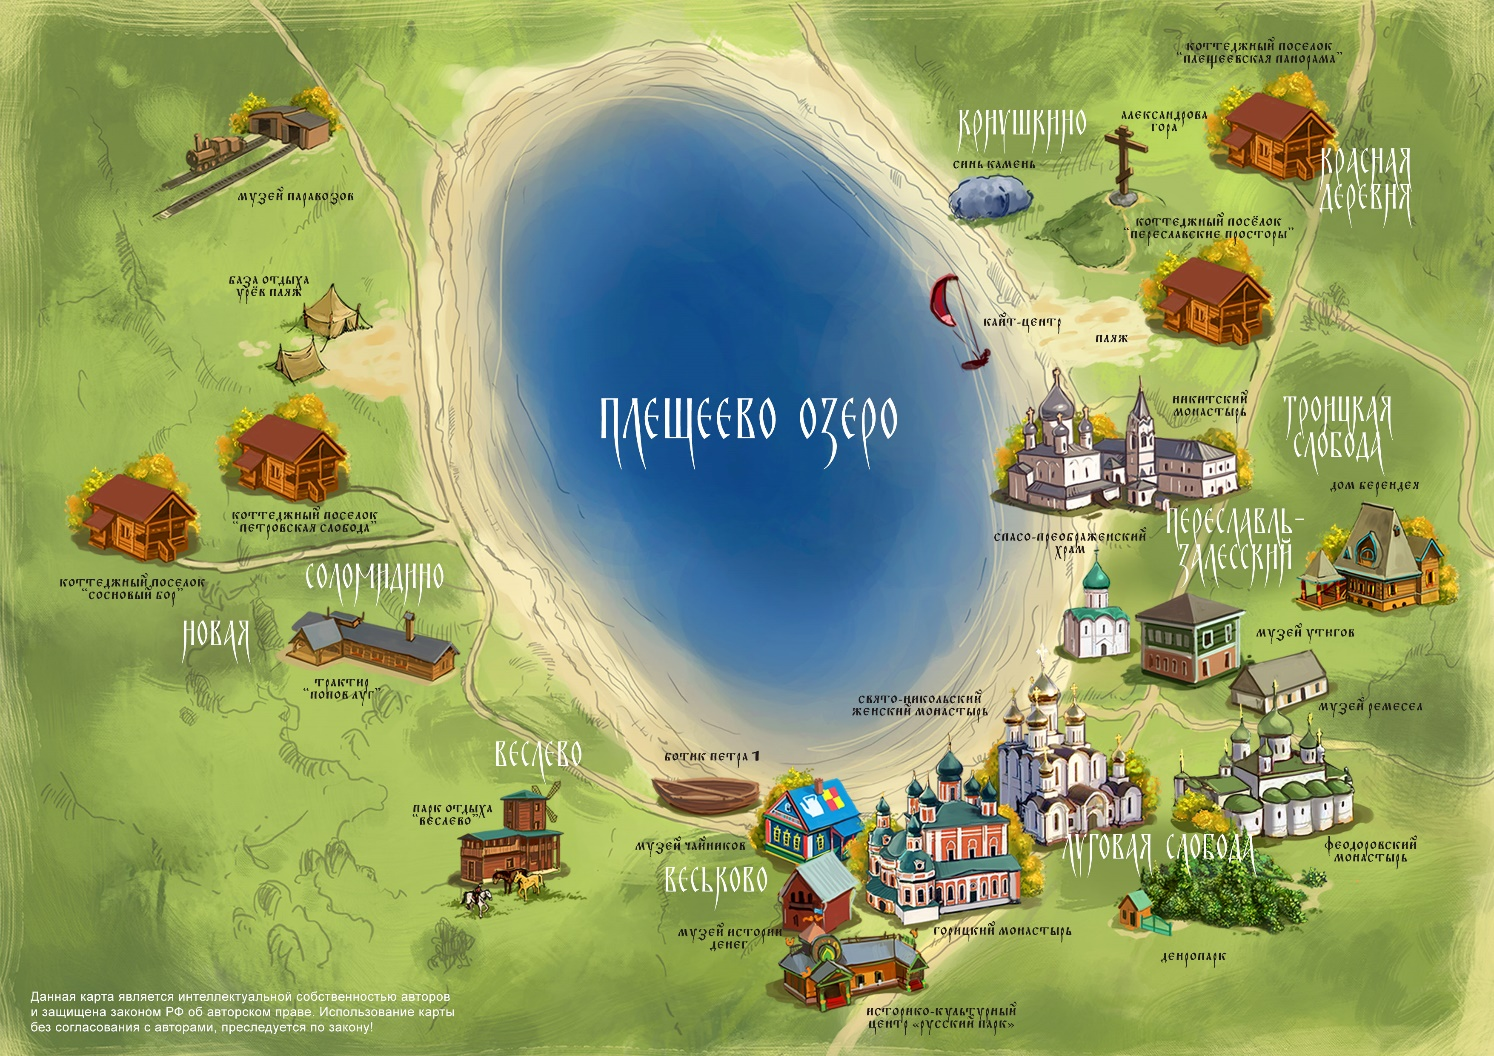 КОТТЕДЖНЫЙ ПОСЕЛОК
“ПЛЕЩЕЕВСКАЯ ПАНОРАМА”
КРИУШКИНО
АЛЕКСАНДРОВА
ГОРА
СИНЬ КАМЕНЬ
КРАСНАЯ
ДЕРЕВНЯ
МУЗЕЙ ПАРАВОЗОВ
КОТТЕДЖНЫЙ ПОСЁЛОК
“ПЕРЕСЛАВСКИЕ ПРОСТОРЫ”
БАЗА ОТДЫХА
УРЁВ ПЛЯЖ
КАЙТ-ЦЕНТР
ПЛЯЖ
ПЛЕЩЕЕВО ОЗЕРО
НИКИТСКИЙ
МОНАСТЫРЬ
ТРОИЦКАЯ
СЛОБОДА
ДОМ БЕРЕНДЕЯ
КОТТЕДЖНЫЙ ПОСЕЛОК
“ПЕТРОВСКАЯ СЛОБОДА”
ПЕРЕСЛАВЛЬ-
ЗАЛЕССКИЙ
СПАСО-ПРЕОБРАЖЕНСКИЙ
ХРАМ
КОТТЕДЖНЫЙ ПОСЕЛОК
“СОСНОВЫЙ БОР”
СОЛОМИДИНО
НОВАЯ
МУЗЕЙ УТЮГОВ
ТРАКТИР
“ПОПОВ ЛУГ”
СВЯТО-НИКОЛЬСКИЙ
ЖЕНСКИЙ МОНАСТЫРЬ
МУЗЕЙ РЕМЕСЕЛ
ВЕСЛЕВО
БОТИК ПЕТРА 1
ПАРК ОТДЫХА
“ВЕСЛЕВО”
МУЗЕЙ ЧАЙНИКОВ
ЛУГОВАЯ СЛОБОДА
ФЕОДОРОВСКИЙ
МОНАСТЫРЬ
ВЕСЬКОВО
МУЗЕЙ ИСТОРИИ
ДЕНЕГ
ГОРИЦКИЙ МОНАСТЫРЬ
ДЕНРОПАРК
ИСТОРИКО-КУЛЬТУРНЫЙ
ЦЕНТР «РУССКИЙ ПАРК»
Данная карта является интеллектуальной собственностью авторов
и защищена законом РФ об авторском праве. Использование карты
без согласования с авторами, преследуется по закону!